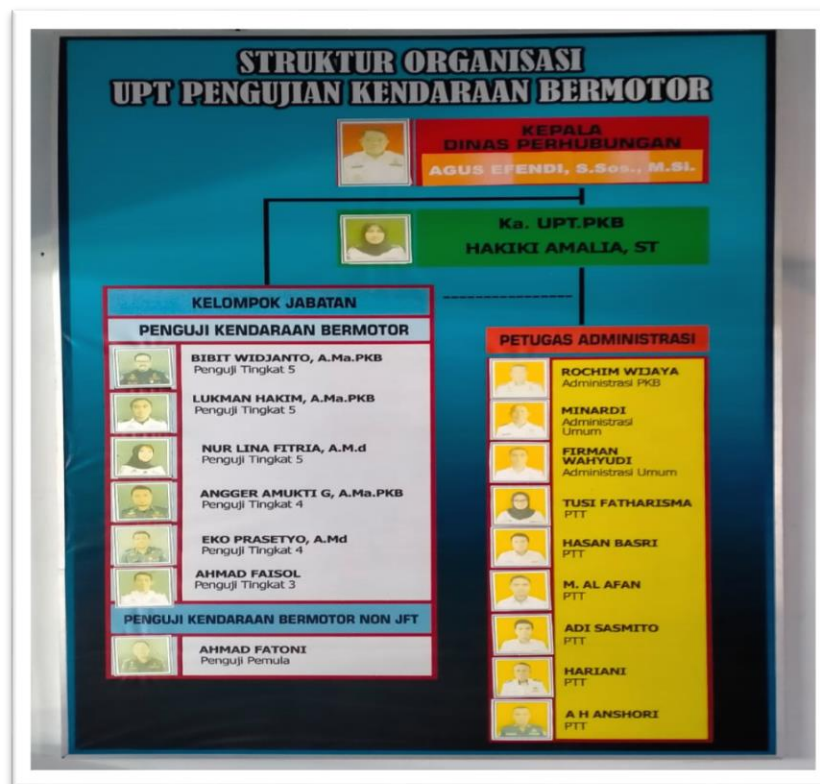 STRUKTUR ORGANISASI
UPT PENGUJIAN KENDARAAN BERMOTOR
KEPALA
DINAS PERHUBUNGAN
AGUS EFENDI, S.Sos., M.Si.
Ka. UPT.PKB
HAKIKI AMALIA, ST
KELOMPOK JABATAN
PENGUJI KENDARAAN BERMOTOR
BIBIT WIDJANTO, A.Ma.PKB
Penguji Tingkat 5
LUKMAN HAKIM, A.Ma.PKB
Penguji Tingkat 5
NUR LINA FITRIA, A.M.d
Penguji Tingkat 5
ANGGER AMUKTI G, A.Ma.PKB
Penguji Tingkat 4
EKO PRASETYO, A.Md
Penguji Tingkat 4
AHMAD FAISOL
Penguji Tingkat 3
PENGUJI KENDARAAN BERMOTOR NON JFT
AHMAD FATONI
Penguji Pemula
PETUGAS ADMINISTRASI
ROCHIM WIJAYA
Administrasi PKB
MINARDI
Administrasi
Umum
FIRMAN
WAHYUDI
Administrasi Umum
TUSI FATHARISMA
PTT
HASAN BASRI
PTT
M. AL AFAN
PTT
ADI SASMITO
PTT
HARIANI
PTT
A H ANSHORI
PTT